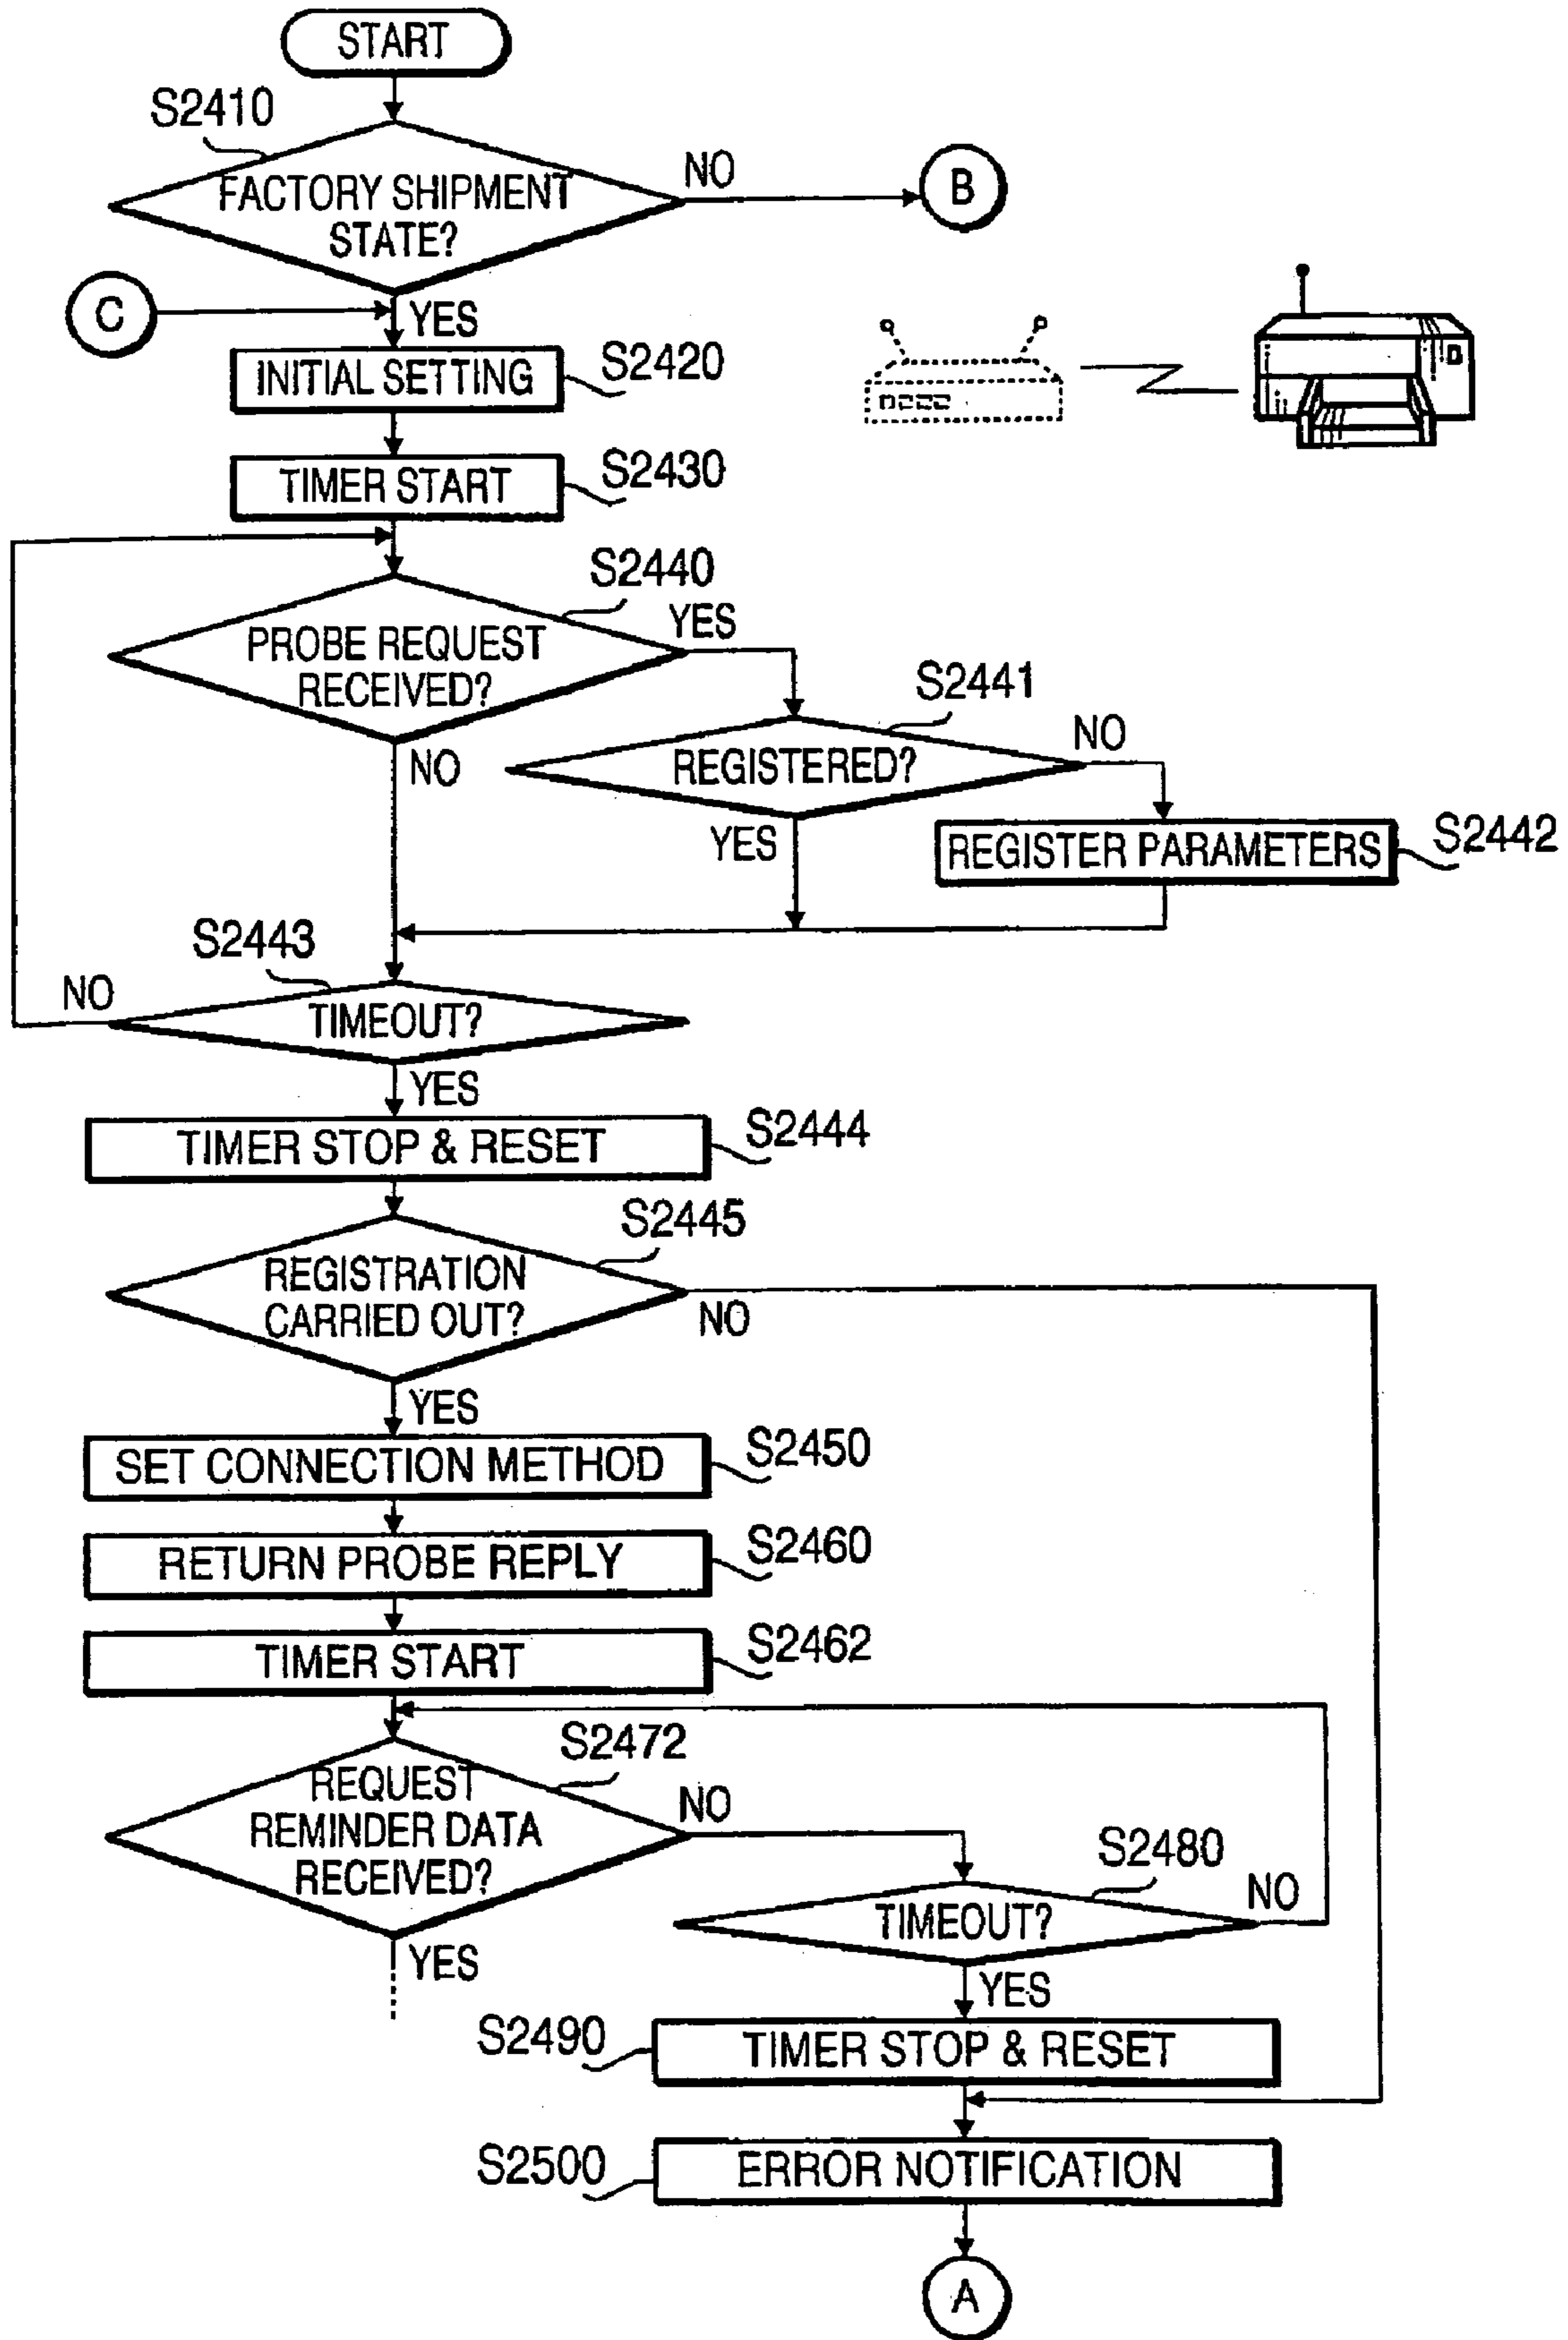 START
S2410
FACTORY SHIPMENT
STATE?
NO
B
C
YES
INITIAL SETTING
S2420
TIMER START
S2430
S2440
PROBE REQUEST
RECEIVED?
YES
NO
S2441
REGISTERED?
NO
YES
REGISTER PARAMETERS
S2442
S2443
NO
TIMEOUT?
YES
TIMER STOP & RESET
S2444
S2445
REGISTRATION
CARRIED OUT?
NO
YES
SET CONNECTION METHOD
S2450
RETURN PROBE REPLY
S2460
TIMER START
S2462
S2472
REQUEST
REMINDER DATA
RECEIVED?
NO
YES
S2480
TIMEOUT?
NO
YES
S2490
TIMER STOP & RESET
S2500
ERROR NOTIFICATION
A